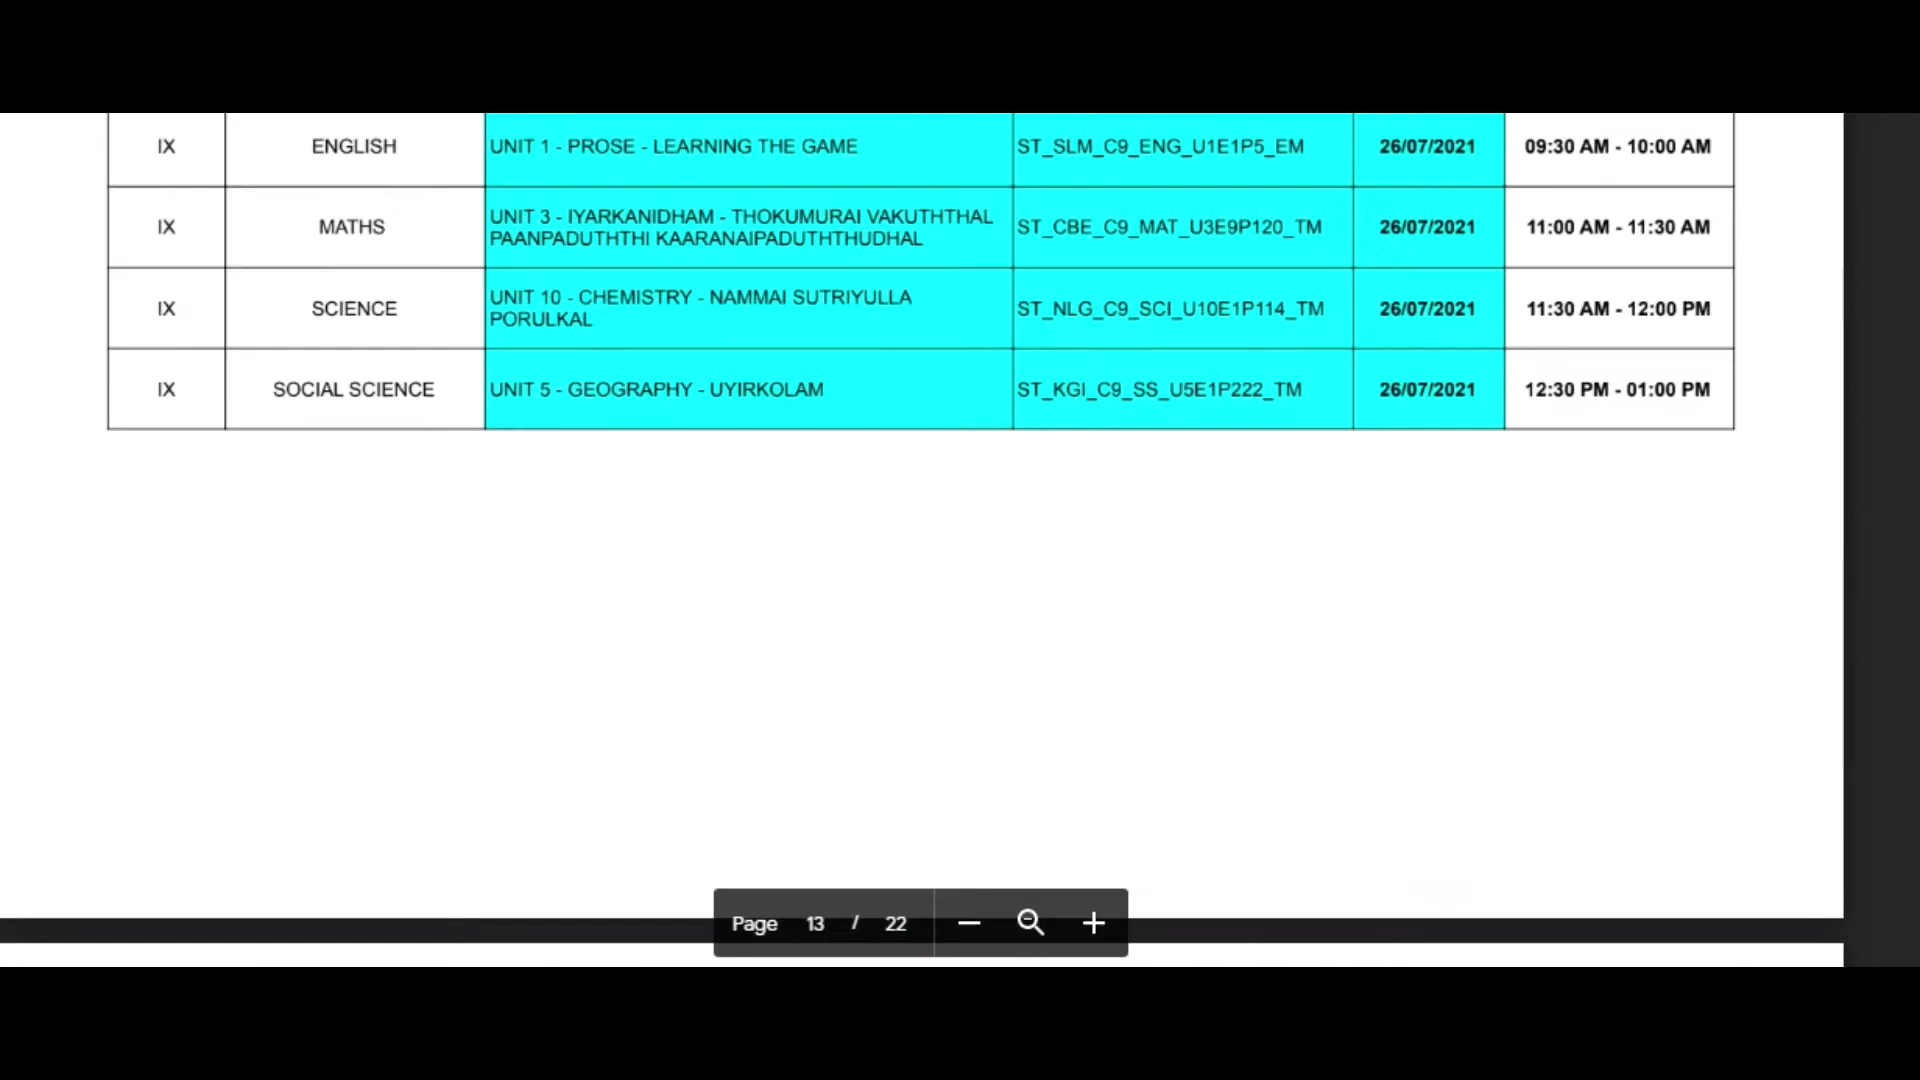 IX ENGLISH UNIT 1 - PROSE - LEARNING THE GAME ST_SLM_C9_ENG_U1E1P5_EM 26/07/2021 09:30 AM - 10:00 AM
IX MATHS UNIT 3 - IYARKANIDHAM - THOKUMURAI VAKUTHTHAL
PAANPADUTHTHI KAARANAIPADUTHTHUDHAL ST_CBE_C9_MAT_U3E9P120_TM 26/07/2021 11:00 AM - 11:30 AM
IX SCIENCE UNIT 10 - CHEMISTRY - NAMMAI SUTRIYULLA
PORULKAL ST_NLG_C9_SCI_U10E1P114_TM 26/07/2021 11:30 AM - 12:00 PM
IX SOCIAL SCIENCE UNIT 5 - GEOGRAPHY - UYIRKOLAM ST_KGI_C9_SS_U5E1P222_TM 26/07/2021 12:30 PM - 01:00 PM
Page 13 / 22